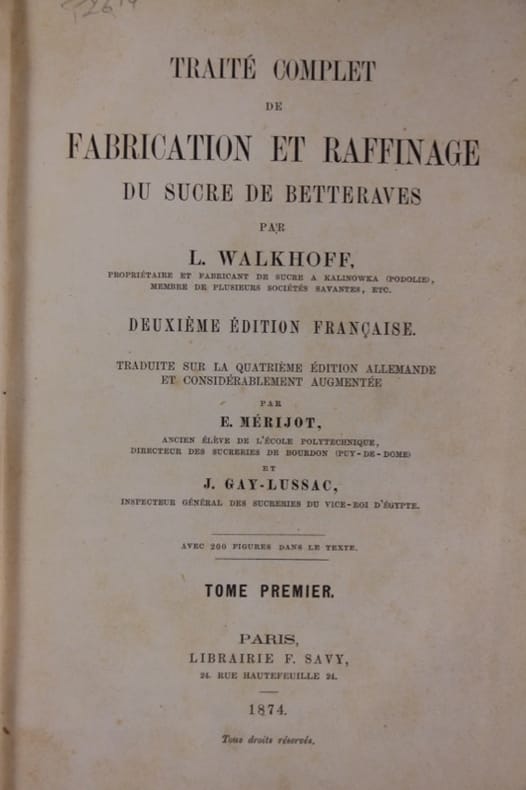 TRAITÉ COMPLET
DE
FABRICATION ET RAFFINAGE
DU SUCRE DE BETTERAVES
PAR
L. WALKHOFF,
PROPRIÉTAIRE ET FABRICANT DE SUCRE A KALINOWKA (PODOLIE),
MEMBRE DE PLUSIEURS SOCIÉTÉS SAVANTES, ETC.
DEUXIÈME ÉDITION FRANÇAISE.
TRADUITE SUR LA QUATRIÈME ÉDITION ALLEMANDE
ET CONSIDÉRABLEMENT AUGMENTÉE
PAR
E. MÉRIJOT,
ANCIEN ÉLÈVE DE L'ÉCOLE POLYTECHNIQUE,
DIRECTEUR DES SUCRERIES DE BOURDON (PUY-DE-DOME)
ET
J. GAY-LUSSAC,
INSPECTEUR GÉNÉRAL DES SUCRERIES DU VICE-ROI D'ÉGYPTE.
AVEC 200 FIGURES DANS LE TEXTE.
TOME PREMIER.
PARIS,
LIBRAIRIE F. SAVY,
24. RUE HAUTEFEUILLE 24.
1874.
Tous droits réservés.